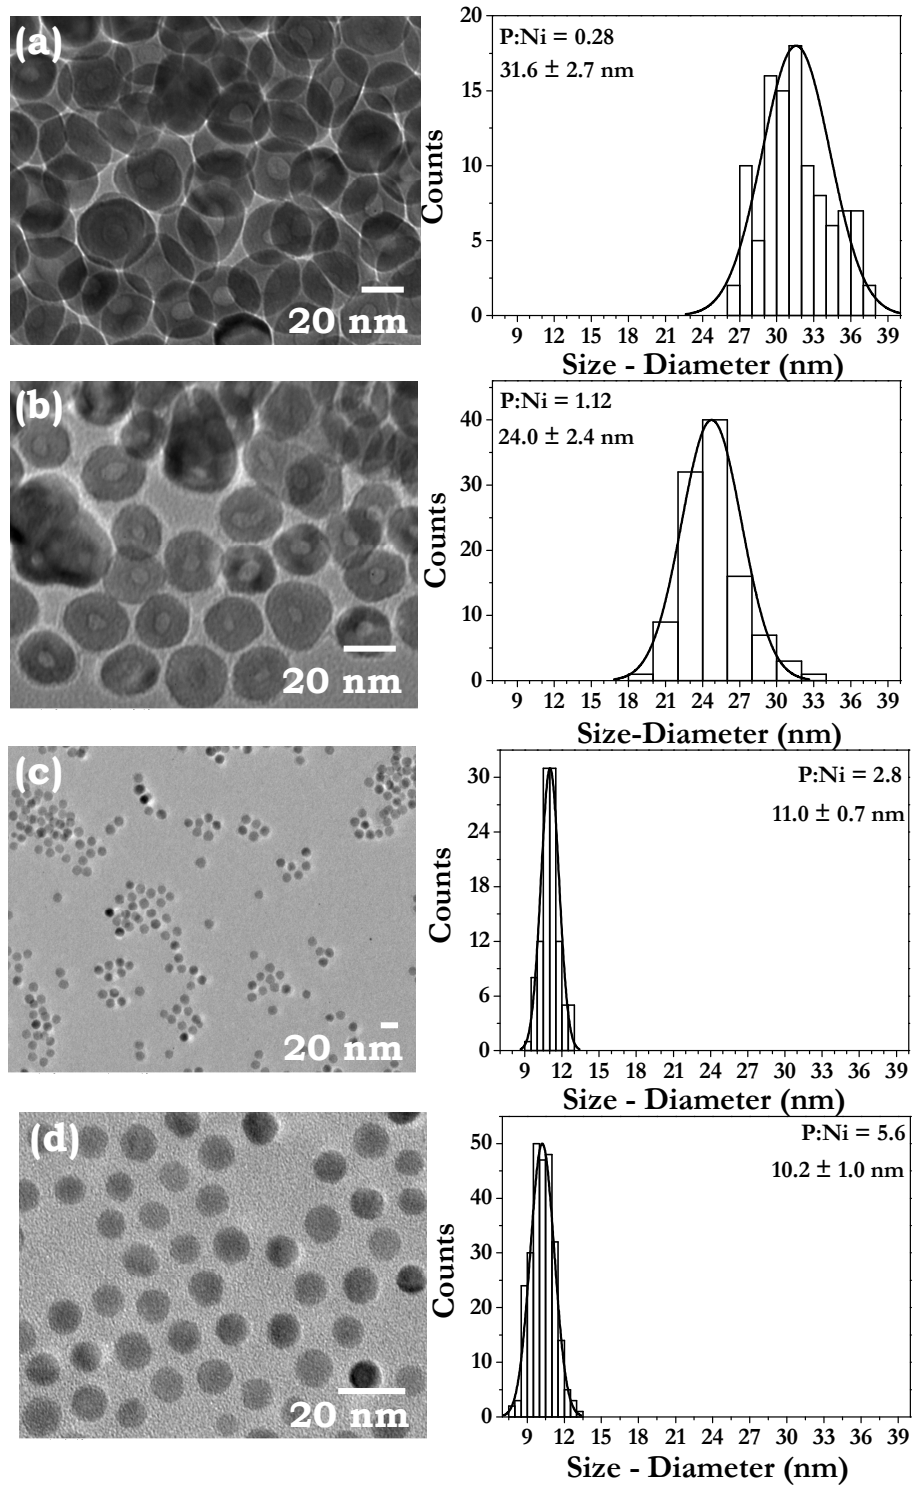 (a)
20 nm
P:Ni = 0.28
31.6 ± 2.7 nm
20
15
10
5
0
Counts
9 12 15 18 21 24 27 30 33 36 39
Size - Diameter (nm)
(b)
20 nm
P:Ni = 1.12
24.0 ± 2.4 nm
40
30
20
10
0
Counts
9 12 15 18 21 24 27 30 33 36 39
Size-Diameter (nm)
(c)
20 nm
P:Ni = 2.8
11.0 ± 0.7 nm
30
24
18
12
6
0
Counts
9 12 15 18 21 24 27 30 33 36 39
Size - Diameter (nm)
(d)
20 nm
P:Ni = 5.6
10.2 ± 1.0 nm
50
40
30
20
10
0
Counts
9 12 15 18 21 24 27 30 33 36 39
Size - Diameter (nm)